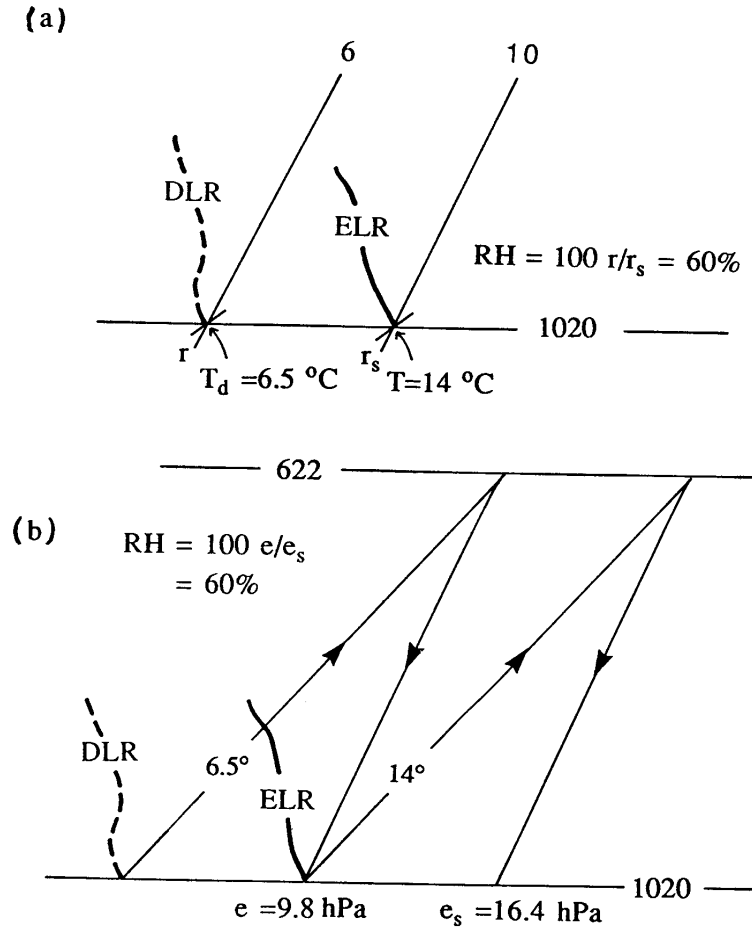 (a)
6 10
DLR
ELR
RH = 100 r/rₛ = 60%
1020
r rₛ
T_d =6.5 °C T=14 °C
622
(b)
RH = 100 e/eₛ
= 60%
DLR
6.5° 14°
ELR
1020
e =9.8 hPa eₛ =16.4 hPa